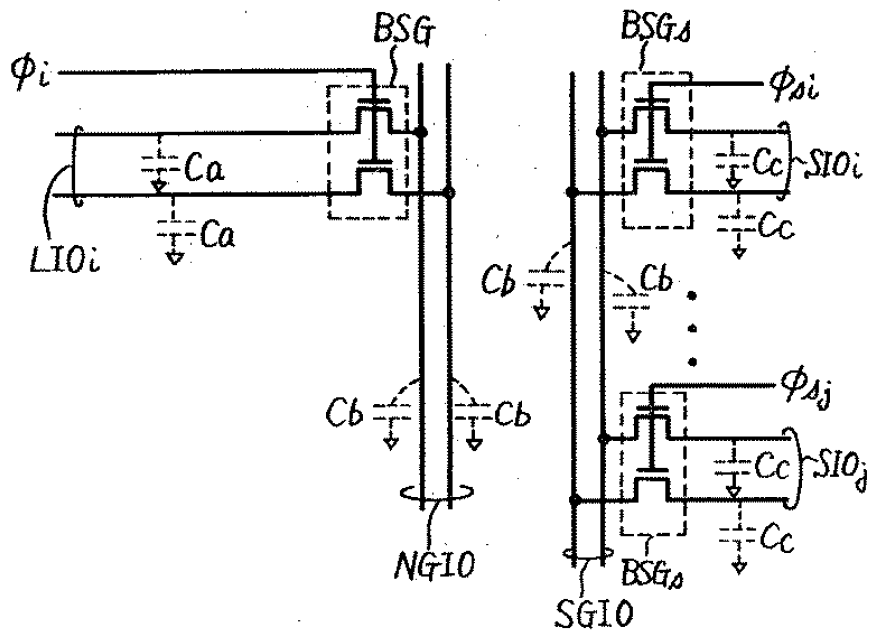 BSG
BSGs
ϕi
ϕsi
Ca
Cc
SIOi
Ca
Cc
LIOi
Cb
Cb
ϕsj
Cb
Cb
Cc
SIOj
Cc
NGIO
BSGs
SGIO